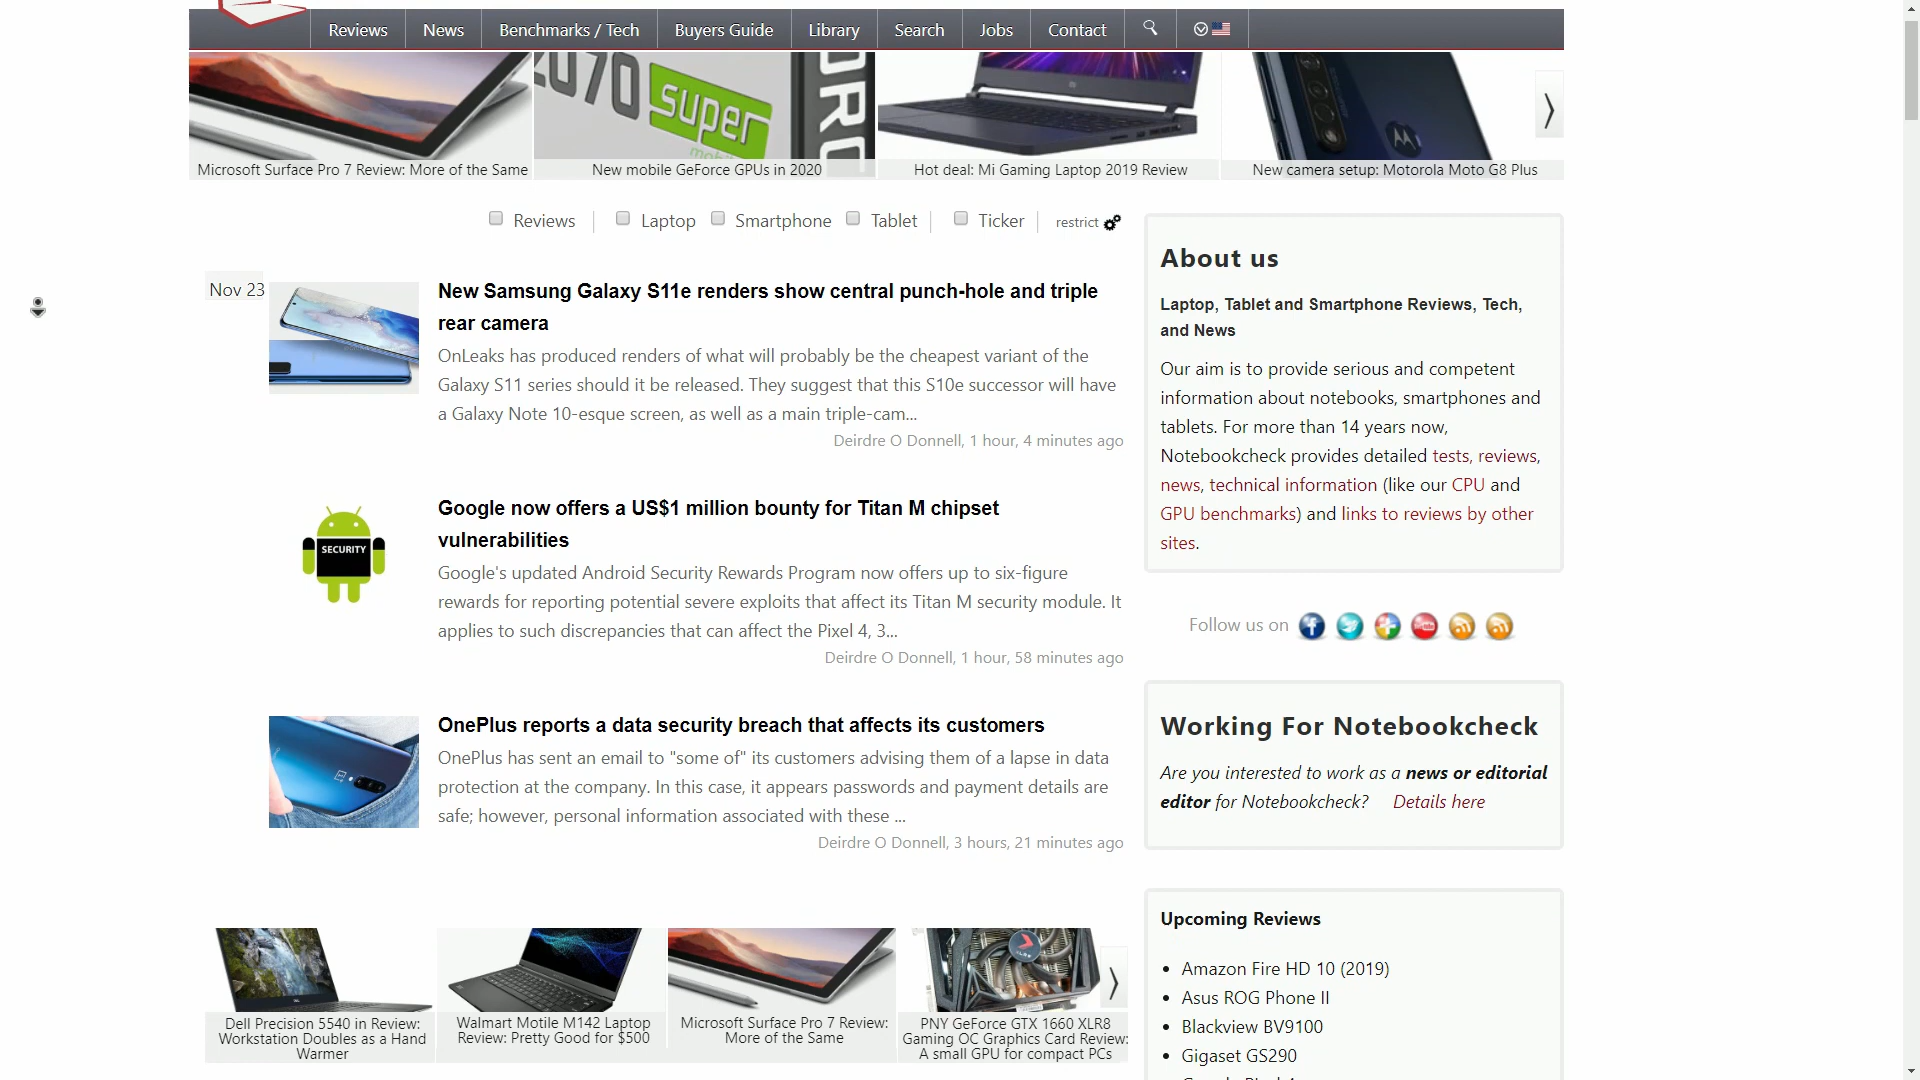 Reviews News Benchmarks / Tech Buyers Guide Library Search Jobs Contact
2070 super
mobile
Microsoft Surface Pro 7 Review: More of the Same
New mobile GeForce GPUs in 2020
Hot deal: Mi Gaming Laptop 2019 Review
New camera setup: Motorola Moto G8 Plus
Reviews Laptop Smartphone Tablet Ticker restrict
Nov 23
New Samsung Galaxy S11e renders show central punch-hole and triple
rear camera
OnLeaks has produced renders of what will probably be the cheapest variant of the
Galaxy S11 series should it be released. They suggest that this S10e successor will have
a Galaxy Note 10-esque screen, as well as a main triple-cam...
Deirdre O Donnell, 1 hour, 4 minutes ago
SECURITY
Google now offers a US$1 million bounty for Titan M chipset
vulnerabilities
Google's updated Android Security Rewards Program now offers up to six-figure
rewards for reporting potential severe exploits that affect its Titan M security module. It
applies to such discrepancies that can affect the Pixel 4, 3...
Deirdre O Donnell, 1 hour, 58 minutes ago
OnePlus reports a data security breach that affects its customers
OnePlus has sent an email to "some of" its customers advising them of a lapse in data
protection at the company. In this case, it appears passwords and payment details are
safe; however, personal information associated with these ...
Deirdre O Donnell, 3 hours, 21 minutes ago
Dell Precision 5540 in Review:
Workstation Doubles as a Hand
Warmer
Walmart Motile M142 Laptop
Review: Pretty Good for $500
Microsoft Surface Pro 7 Review:
More of the Same
PNY GeForce GTX 1660 XLR8
Gaming OC Graphics Card Review:
A small GPU for compact PCs
About us
Laptop, Tablet and Smartphone Reviews, Tech,
and News
Our aim is to provide serious and competent
information about notebooks, smartphones and
tablets. For more than 14 years now,
Notebookcheck provides detailed tests, reviews,
news, technical information (like our CPU and
GPU benchmarks) and links to reviews by other
sites.
Follow us on
Working For Notebookcheck
Are you interested to work as a news or editorial
editor for Notebookcheck? Details here
Upcoming Reviews
• Amazon Fire HD 10 (2019)
• Asus ROG Phone II
• Blackview BV9100
• Gigaset GS290